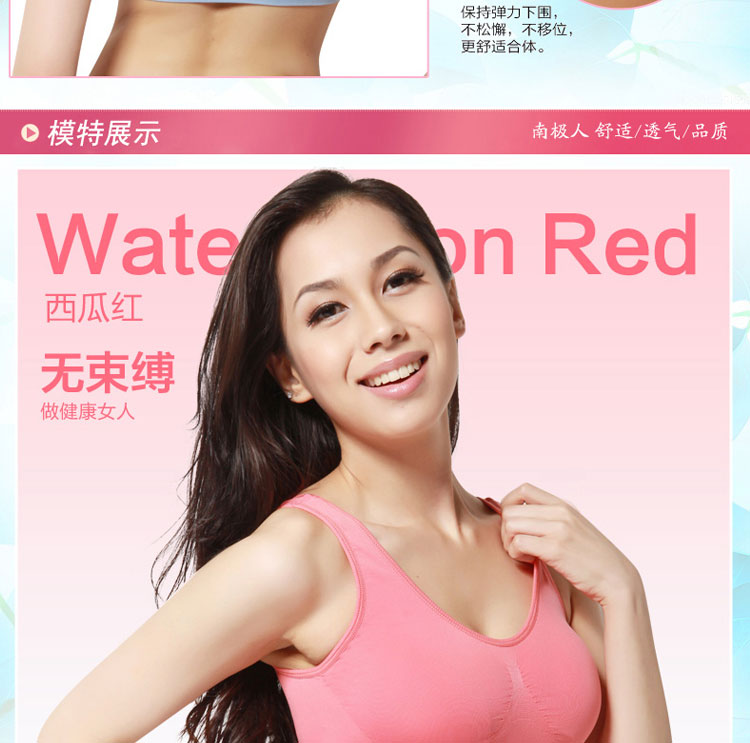 保持弹力下围，
不松懈，不移位，
更舒适合体。
模特展示
南极人 舒适/透气/品质
Wate on Red
西瓜红
无束缚
做健康女人